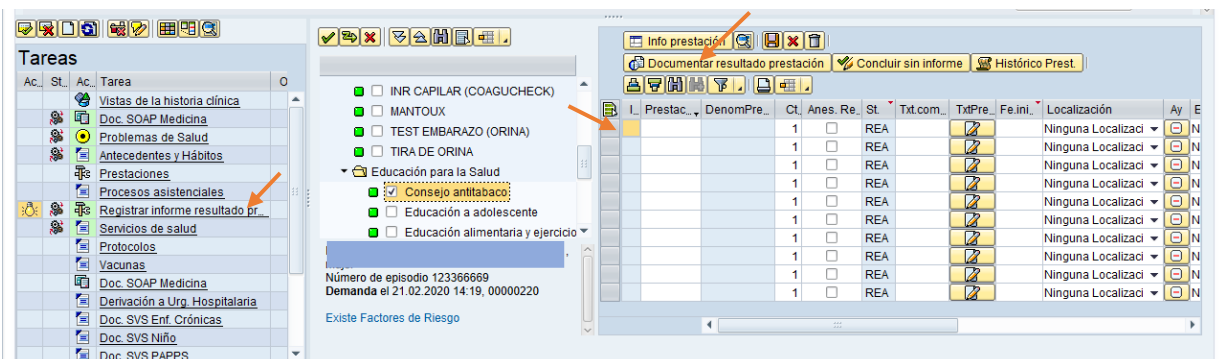 Tareas
Ac.. St.. Ac.. Tarea O
Vistas de la historia clínica
Doc. SOAP Medicina
Problemas de Salud
Antecedentes y Hábitos
Prestaciones
Procesos asistenciales
Registrar informe resultado pr...
Servicios de salud
Protocolos
Vacunas
Doc. SOAP Medicina
Derivación a Urg. Hospitalaria
Doc. SVS Enf. Crónicas
Doc. SVS Niño
Doc. SVS PAPPS
INR CAPILAR (COAGUCHECK)
MANTOUX
TEST EMBARAZO (ORINA)
TIRA DE ORINA
Educación para la Salud
Consejo antitabaco
Educación a adolescente
Educación alimentaria y ejercicio
Número de episodio 123366669
Demanda el 21.02.2020 14:19, 00000220
Existe Factores de Riesgo
Info prestación
Documentar resultado prestación Concluir sin informe Histórico Prest.
I.. Prestac... DenomPre... Ct. Anes. Re.. St. Txt.com... TxtPre... Fe.ini.. Localización Ay E
1 REA Ninguna Localizaci N
1 REA Ninguna Localizaci N
1 REA Ninguna Localizaci N
1 REA Ninguna Localizaci N
1 REA Ninguna Localizaci N
1 REA Ninguna Localizaci N
1 REA Ninguna Localizaci N
1 REA Ninguna Localizaci N
1 REA Ninguna Localizaci N
1 REA Ninguna Localizaci N